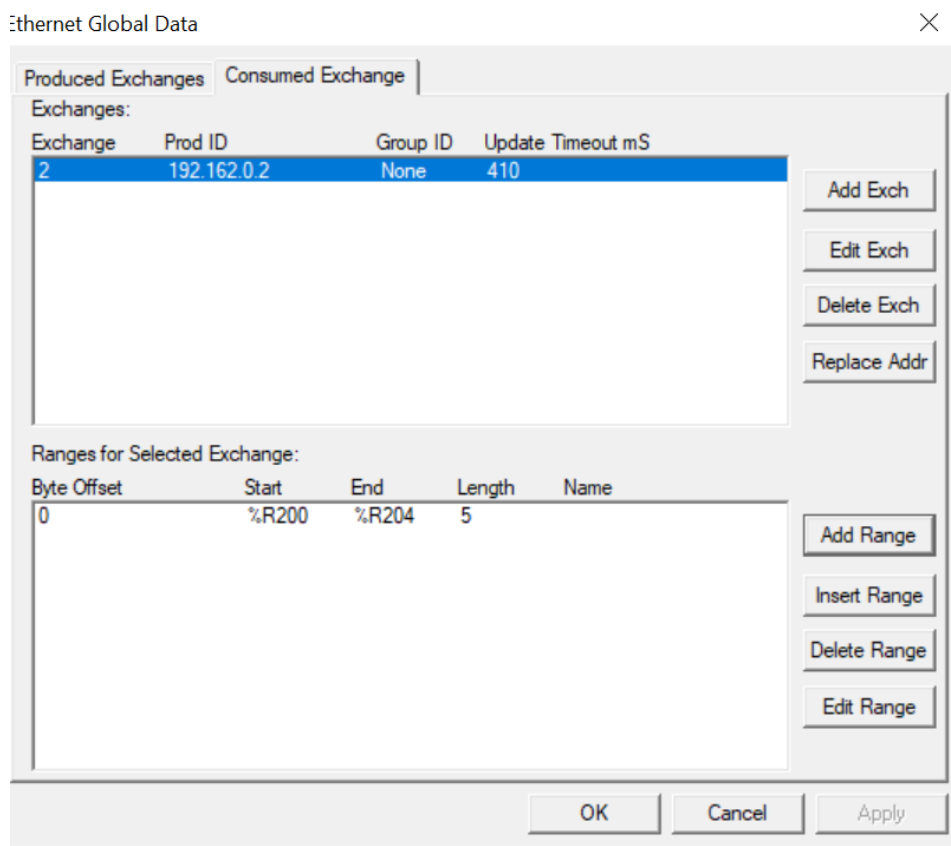 Ethernet Global Data
Produced Exchanges Consumed Exchange
Exchanges:
Exchange Prod ID Group ID Update Timeout mS
2 192.162.0.2 None 410
Add Exch
Edit Exch
Delete Exch
Replace Addr
Ranges for Selected Exchange:
Byte Offset Start End Length Name
0 %R200 %R204 5
Add Range
Insert Range
Delete Range
Edit Range
OK Cancel Apply